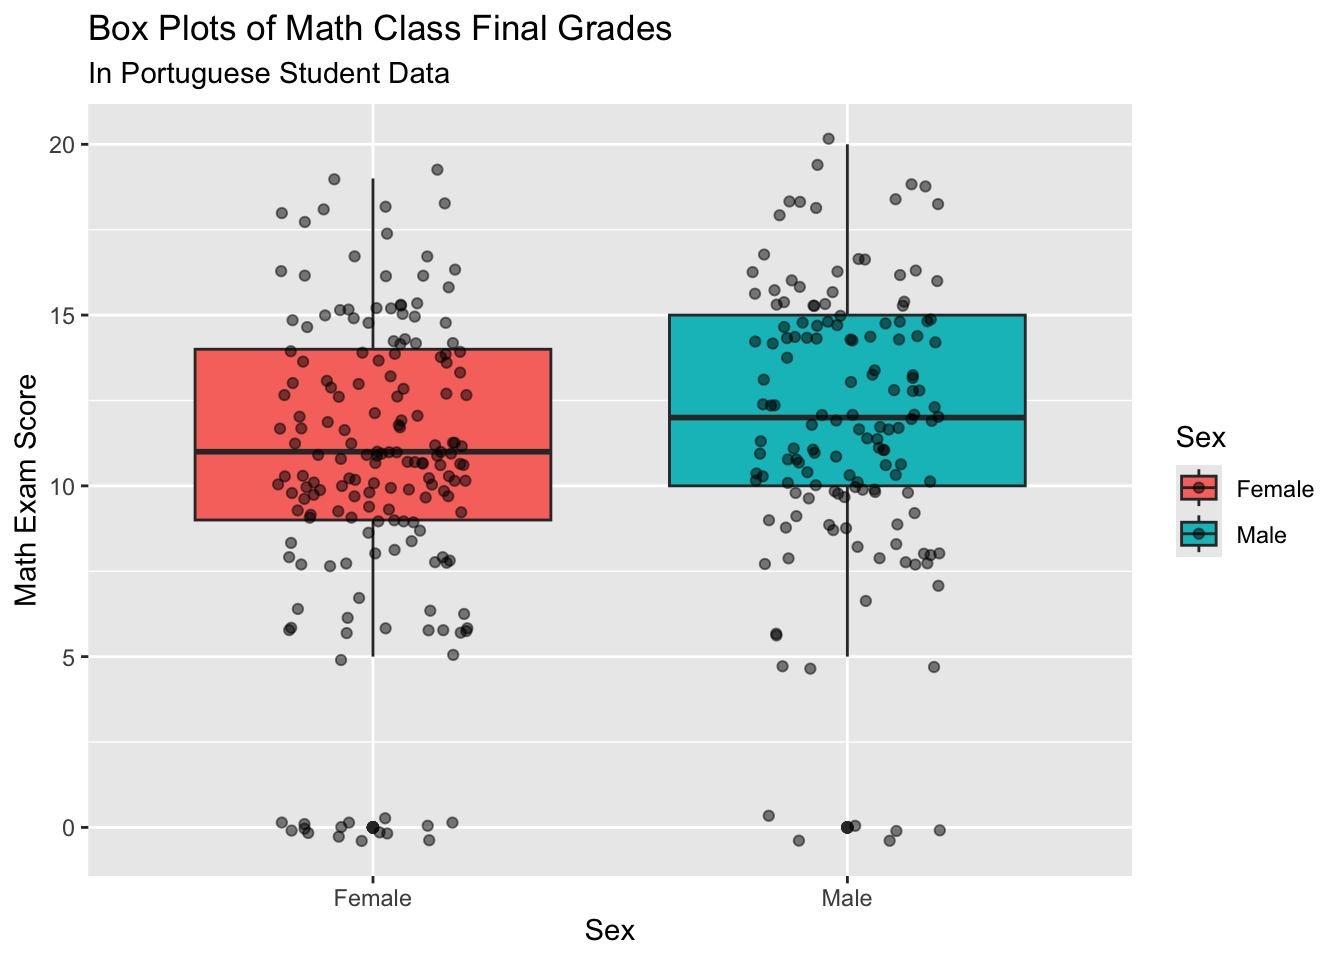 Box Plots of Math Class Final Grades
In Portuguese Student Data
20
15
10
5
0
Math Exam Score
Female
Male
Sex
Sex
Female
Male